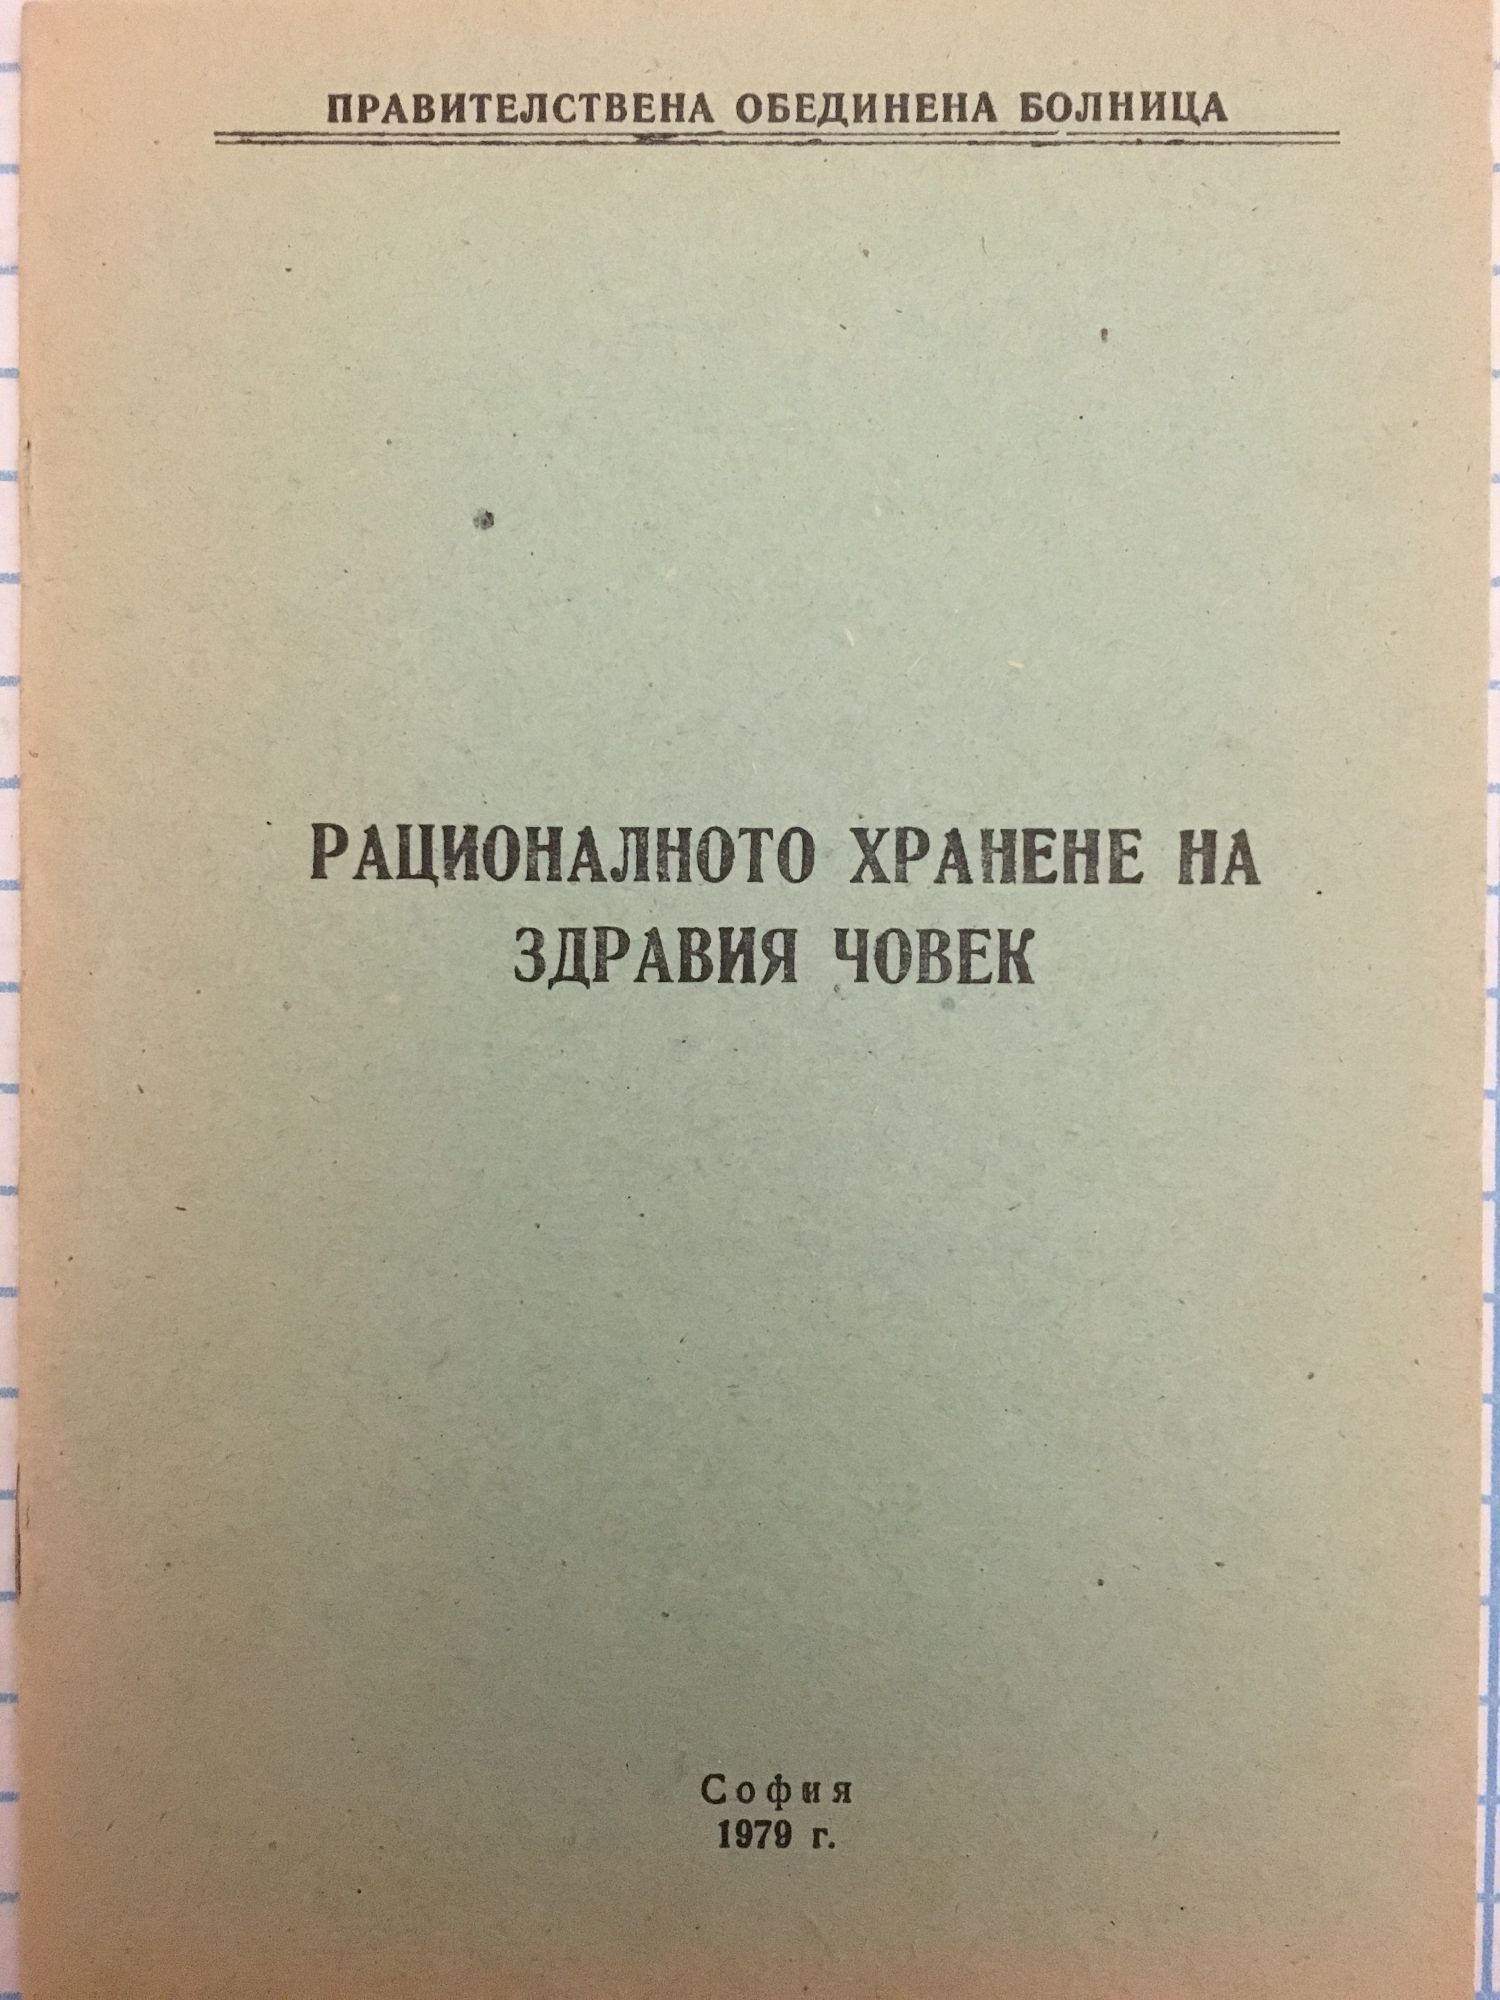 ПРАВИТЕЛСТВЕНА ОБЕДИНЕНА БОЛНИЦА
РАЦИОНАЛНОТО ХРАНЕНЕ НА
ЗДРАВИЯ ЧОВЕК
София
1979 г.